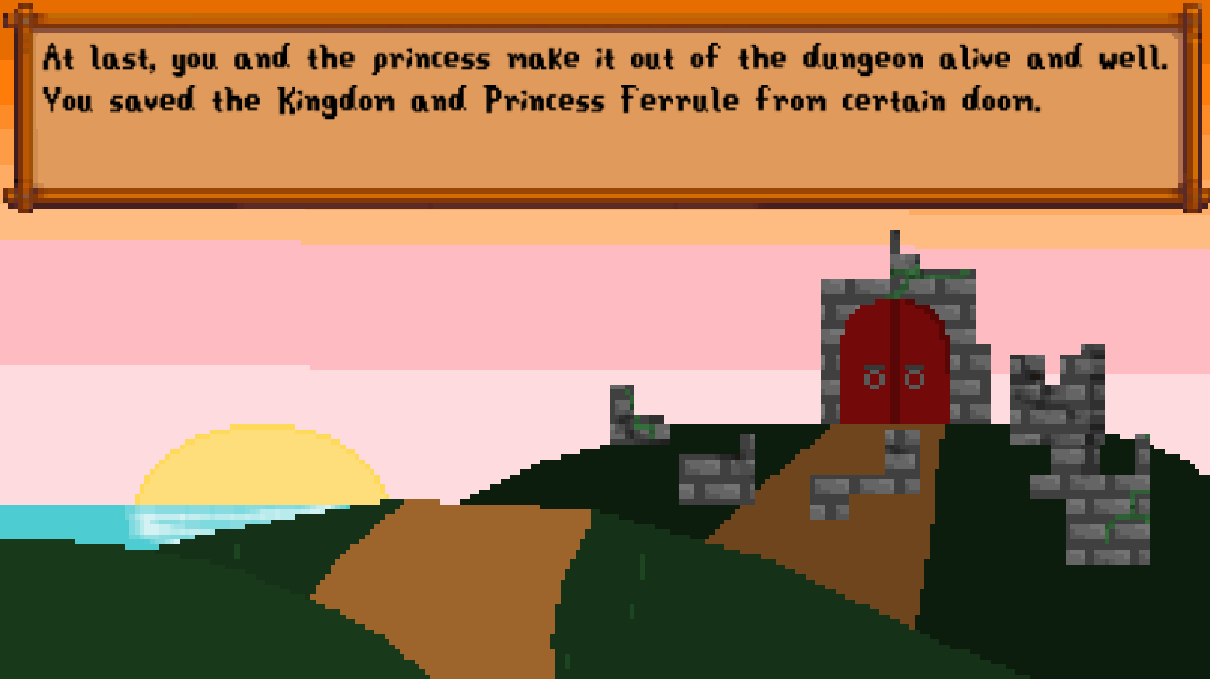 At last, you and the princess make it out of the dungeon alive and well.
You saved the Kingdom and Princess Ferrule from certain doom.